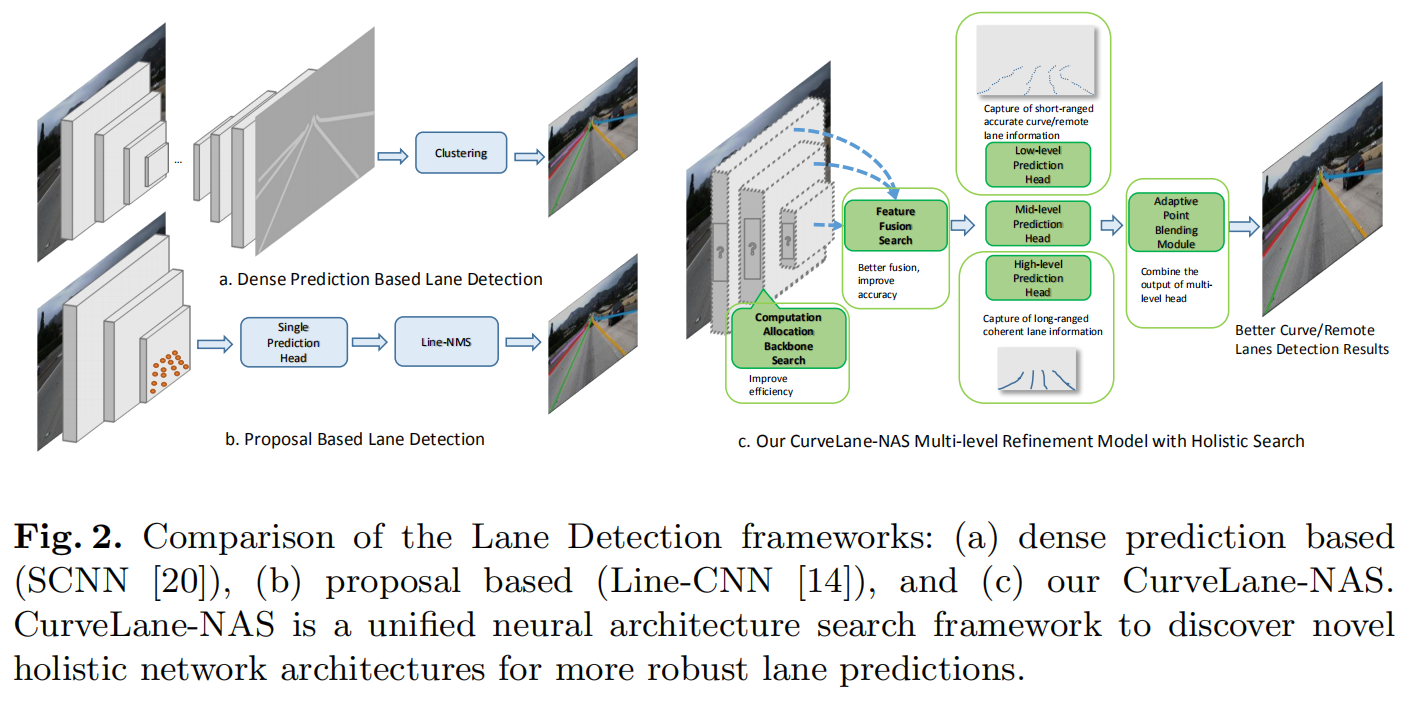 ...
Clustering
a. Dense Prediction Based Lane Detection
Single
Prediction
Head
Line-NMS
b. Proposal Based Lane Detection
?
?
?
Computation
Allocation
Backbone
Search
Improve
efficiency
Feature
Fusion
Search
Better fusion,
improve
accuracy
Capture of short-ranged
accurate curve/remote
lane information
Low-level
Prediction
Head
Mid-level
Prediction
Head
High-level
Prediction
Head
Capture of long-ranged
coherent lane information
Adaptive
Point
Blending
Module
Combine the
output of multi-
level head
Better Curve/Remote
Lanes Detection Results
c. Our CurveLane-NAS Multi-level Refinement Model with Holistic Search
Fig. 2. Comparison of the Lane Detection frameworks: (a) dense prediction based
(SCNN [20]), (b) proposal based (Line-CNN [14]), and (c) our CurveLane-NAS.
CurveLane-NAS is a unified neural architecture search framework to discover novel
holistic network architectures for more robust lane predictions.